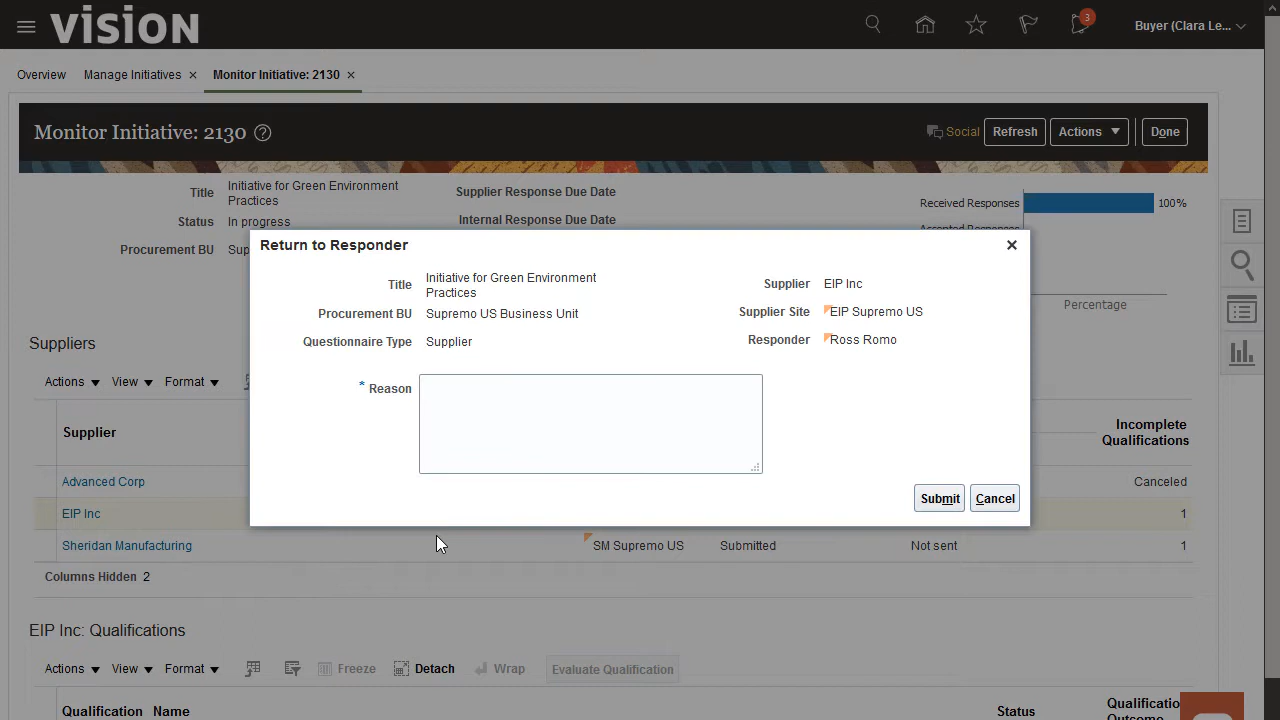 VISION
3
Buyer (Clara Le...
Overview
Manage Initiatives ×
Monitor Initiative: 2130 ×
Monitor Initiative: 2130 ?
Social
Refresh
Actions
Done
Title Initiative for Green Environment
Practices
Status In progress
Procurement BU Sup
Supplier Response Due Date
Internal Response Due Date
Received Responses 100%
Percentage
Return to Responder
Title Initiative for Green Environment
Practices
Procurement BU Supremo US Business Unit
Questionnaire Type Supplier
Supplier EIP Inc
Supplier Site EIP Supremo US
Responder Ross Romo
* Reason
Submit
Cancel
Suppliers
Actions View Format
Supplier
Incomplete
Qualifications
Advanced Corp Canceled
EIP Inc 1
Sheridan Manufacturing SM Supremo US Submitted Not sent 1
Columns Hidden 2
EIP Inc: Qualifications
Actions View Format Freeze Detach Wrap Evaluate Qualification
Qualification Name
Status
Outcome